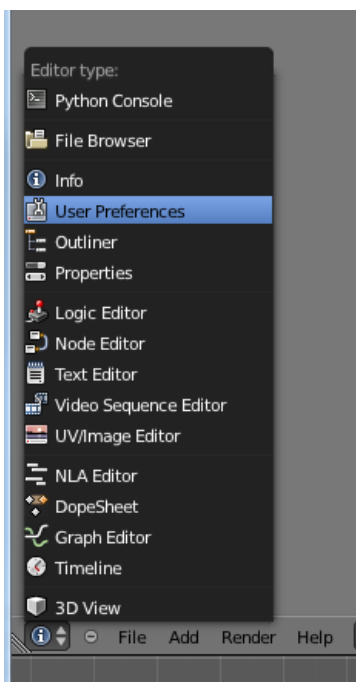 Editor type:
Python Console
File Browser
Info
User Preferences
Outliner
Properties
Logic Editor
Node Editor
Text Editor
Video Sequence Editor
UV/Image Editor
NLA Editor
DopeSheet
Graph Editor
Timeline
3D View
File Add Render Help